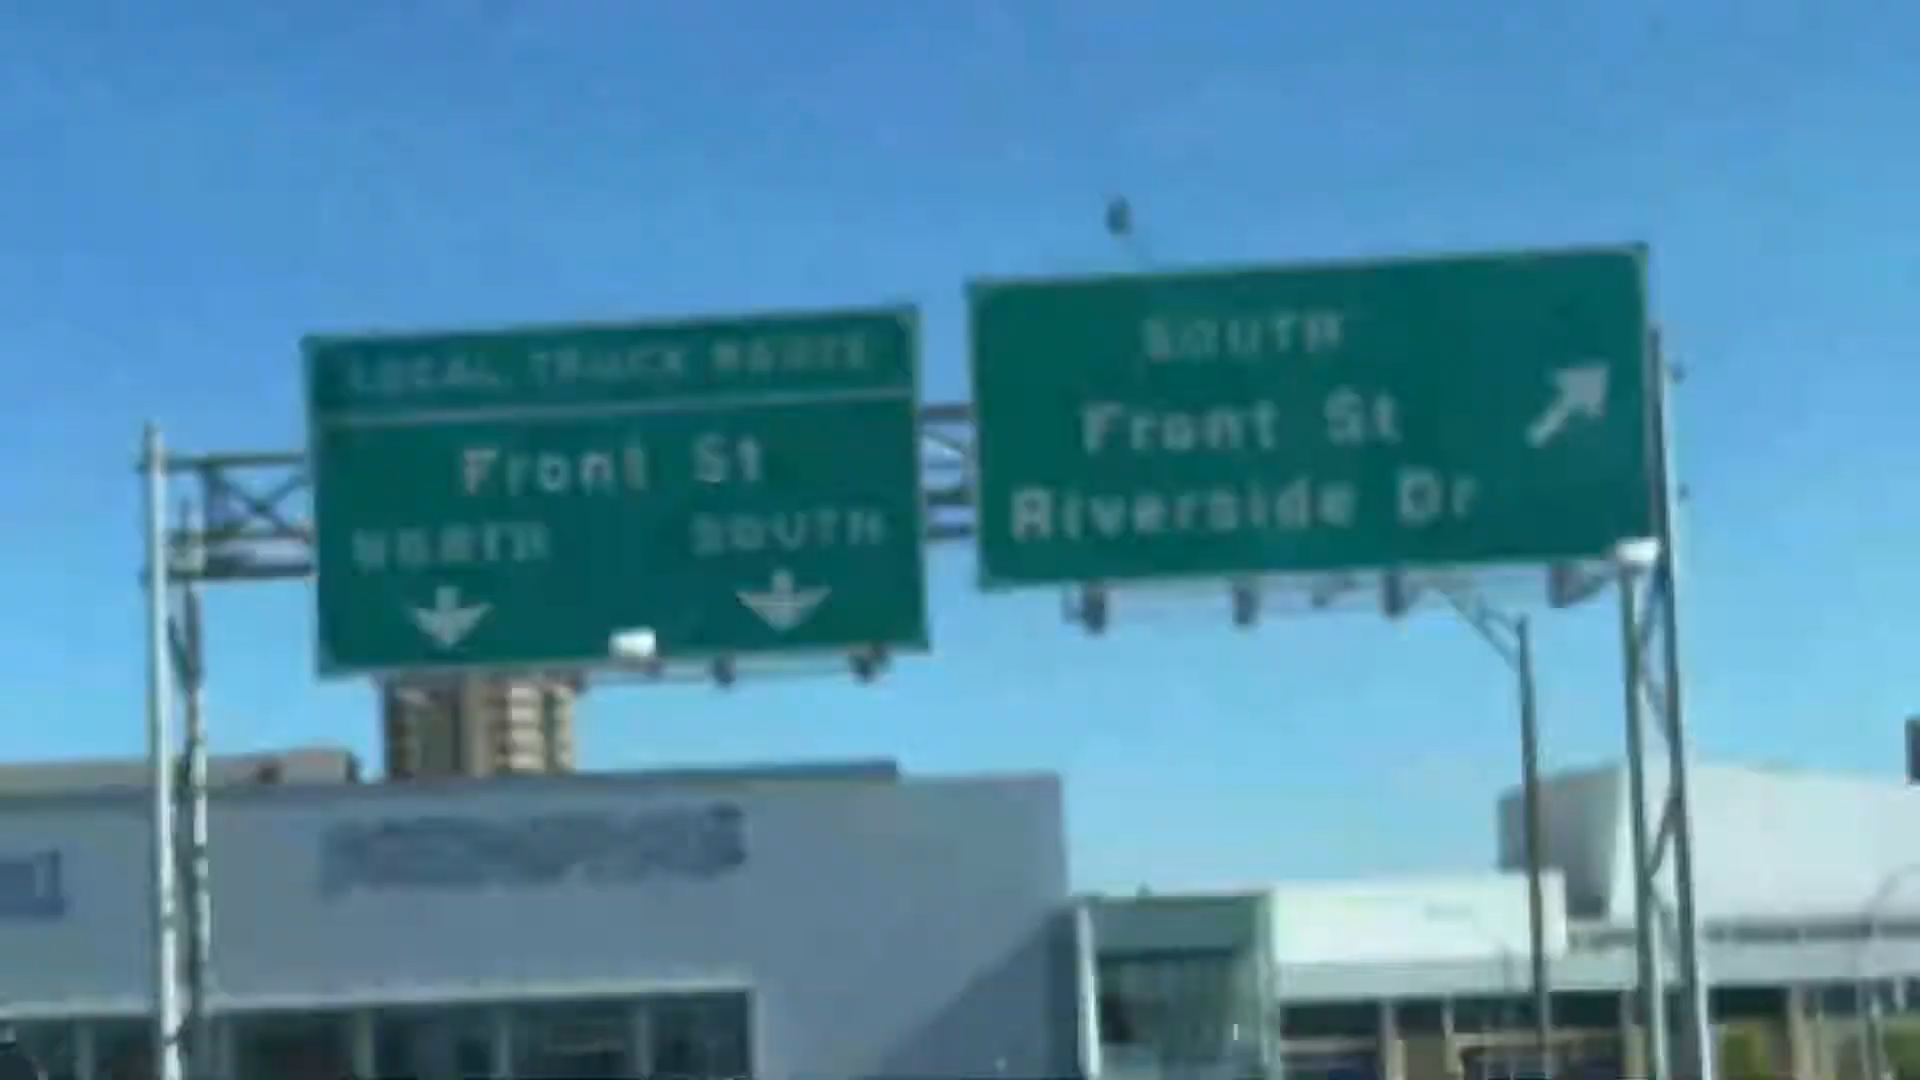 LOCAL TRUCK ROUTE
Front St
NORTH SOUTH
SOUTH
Front St
Riverside Dr